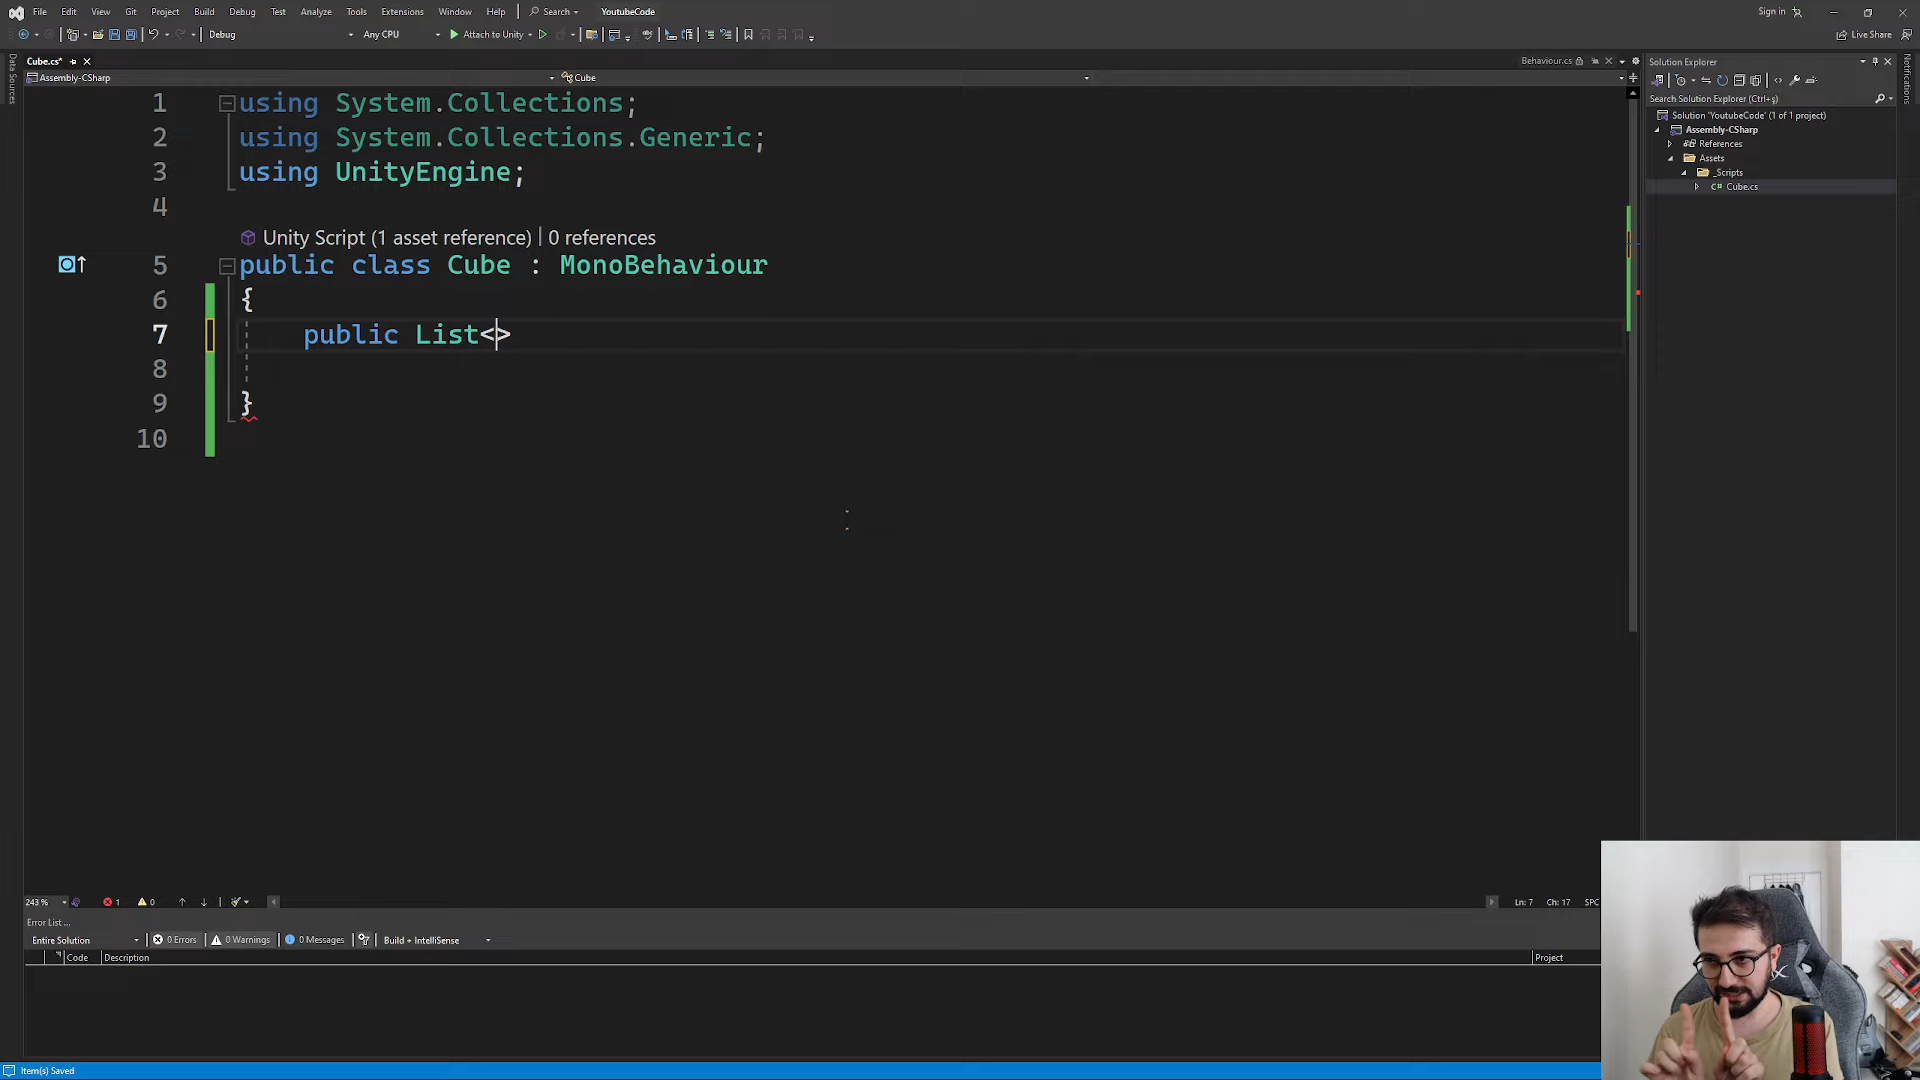 File Edit View Git Project Build Debug Test Analyze Tools Extensions Window Help Search YoutubeCode Sign in
Debug Any CPU Attach to Unity Live Share
Cube.cs* Behaviour.cs
Assembly-CSharp Cube
1 using System.Collections;
2 using System.Collections.Generic;
3 using UnityEngine;
4
Unity Script (1 asset reference) | 0 references
5 public class Cube : MonoBehaviour
6 {
7 public List<>
8
9 }
10
243 % 1 0 Ln: 7 Ch: 17 SPC
Error List ...
Entire Solution 0 Errors 0 Warnings 0 Messages Build + IntelliSense
Code Description Project
Item(s) Saved
Data Sources
Solution Explorer
Search Solution Explorer (Ctrl+ş)
Solution 'YoutubeCode' (1 of 1 project)
Assembly-CSharp
References
Assets
_Scripts
C# Cube.cs
Notifications